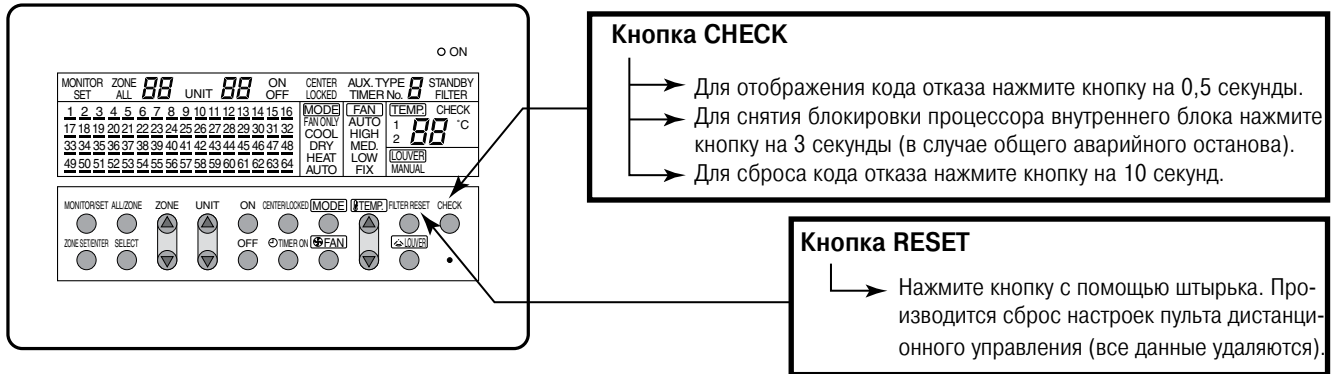 ON
MONITOR ZONE 88 UNIT 88 ON CENTER AUX. TYPE 8 STANDBY
SET ALL OFF LOCKED TIMER No. FILTER
1 2 3 4 5 6 7 8 9 10 11 12 13 14 15 16 MODE FAN TEMP. CHECK
17 18 19 20 21 22 23 24 25 26 27 28 29 30 31 32 FAN ONLY AUTO 1 88 °C
COOL HIGH 2
33 34 35 36 37 38 39 40 41 42 43 44 45 46 47 48 DRY MED.
HEAT LOW LOUVER
49 50 51 52 53 54 55 56 57 58 59 60 61 62 63 64 AUTO FIX MANUAL
MONITOR/SET ALL/ZONE ZONE UNIT ON CENTER LOCKED MODE TEMP. FILTER RESET CHECK
ZONE SET/ENTER SELECT OFF TIMER ON FAN LOUVER
Кнопка CHECK
Для отображения кода отказа нажмите кнопку на 0,5 секунды.
Для снятия блокировки процессора внутреннего блока нажмите
кнопку на 3 секунды (в случае общего аварийного останова).
Для сброса кода отказа нажмите кнопку на 10 секунд.
Кнопка RESET
Нажмите кнопку с помощью штырька. Про-
изводится сброс настроек пульта дистанци-
онного управления (все данные удаляются).